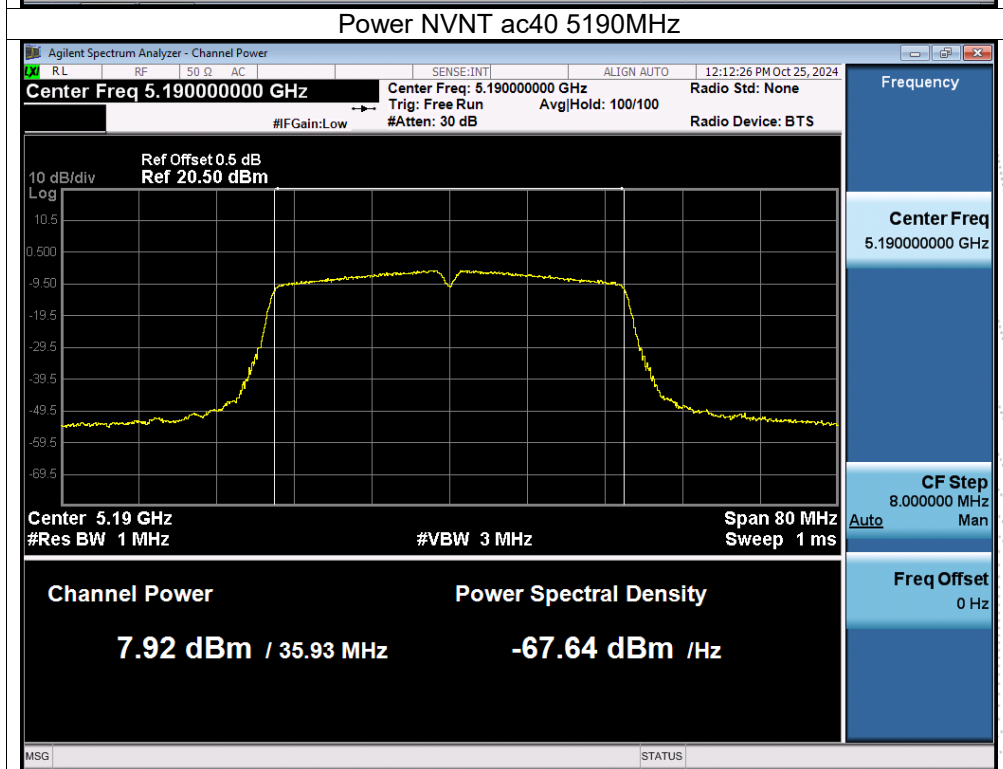 Power NVNT ac40 5190MHz
Agilent Spectrum Analyzer - Channel Power
LXI RL RF 50 Ω AC SENSE:INT ALIGN AUTO 12:12:26 PM Oct 25, 2024
Center Freq 5.190000000 GHz
Center Freq: 5.190000000 GHz
Radio Std: None
Trig: Free Run Avg|Hold: 100/100
#IFGain:Low
#Atten: 30 dB
Radio Device: BTS
Ref Offset 0.5 dB
10 dB/div Ref 20.50 dBm
Log
10.5
0.500
-9.50
-19.5
-29.5
-39.5
-49.5
-59.5
-69.5
Center 5.19 GHz Span 80 MHz
#Res BW 1 MHz #VBW 3 MHz Sweep 1 ms
Channel Power Power Spectral Density
7.92 dBm / 35.93 MHz -67.64 dBm /Hz
Frequency
Center Freq
5.190000000 GHz
CF Step
8.000000 MHz
Auto Man
Freq Offset
0 Hz
MSG STATUS